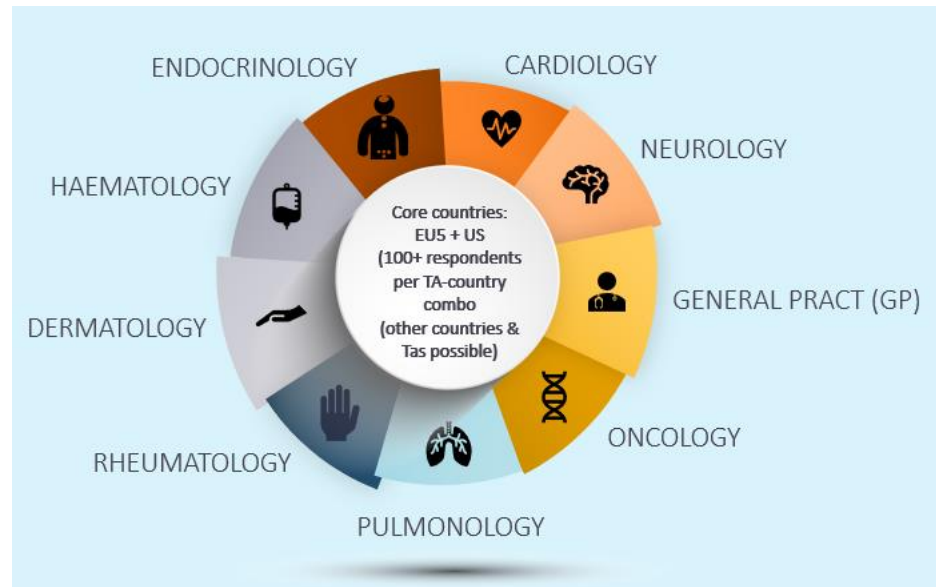 ENDOCRINOLOGY
CARDIOLOGY
NEUROLOGY
HAEMATOLOGY
Core countries:
EU5 + US
(100+ respondents
per TA-country
combo
(other countries &
Tas possible)
GENERAL PRACT (GP)
DERMATOLOGY
ONCOLOGY
RHEUMATOLOGY
PULMONOLOGY